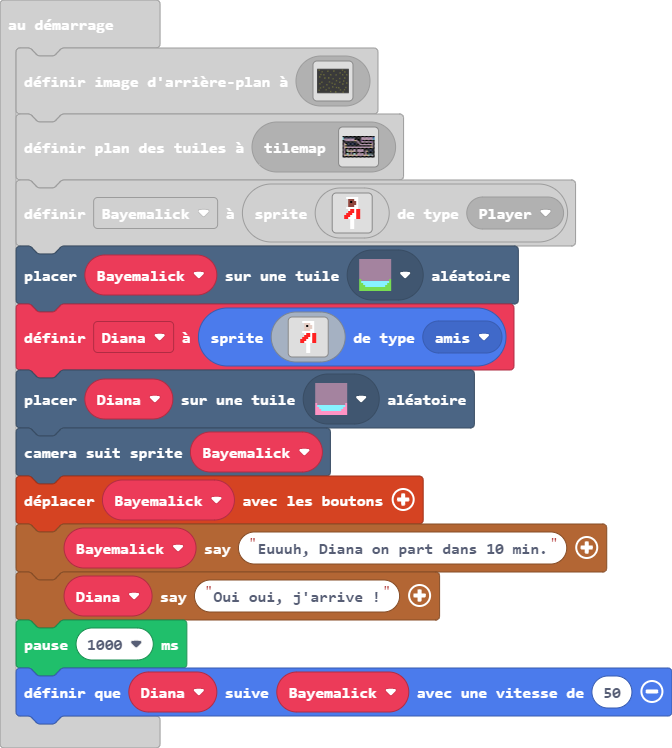 au démarrage
définir image d'arrière-plan à
définir plan des tuiles à tilemap
définir Bayemalick à sprite de type Player
placer Bayemalick sur une tuile aléatoire
définir Diana à sprite de type amis
placer Diana sur une tuile aléatoire
camera suit sprite Bayemalick
déplacer Bayemalick avec les boutons
Bayemalick say "Euuuh, Diana on part dans 10 min."
Diana say "Oui oui, j'arrive !"
pause 1000 ms
définir que Diana suive Bayemalick avec une vitesse de 50